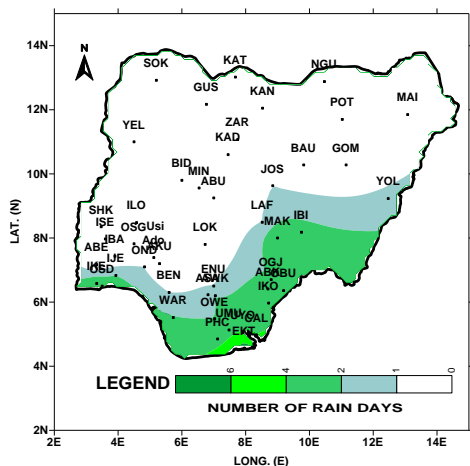 14N
12N
10N
8N
6N
4N
2N
LAT. (N)
N
SOK
KAT
NGU
GUS
KAN
MAI
POT
ZAR
YEL
KAD
BAU
GOM
BID
MIN
JOS
ABU
YOL
SHK
ILO
LAF
ISE
OSG
Usi
LOK
MAK
IBI
IBA
Ado
ABE
OND
AKU
IJE
OGJ
IKE
OSD
BEN
ENU
IKO
WAR
OWE
UMU
UYO
CAL
PHC
EKT
LEGEND
6
4
2
1
0
NUMBER OF RAIN DAYS
2E
4E
6E
8E
10E
12E
14E
LONG. (E)